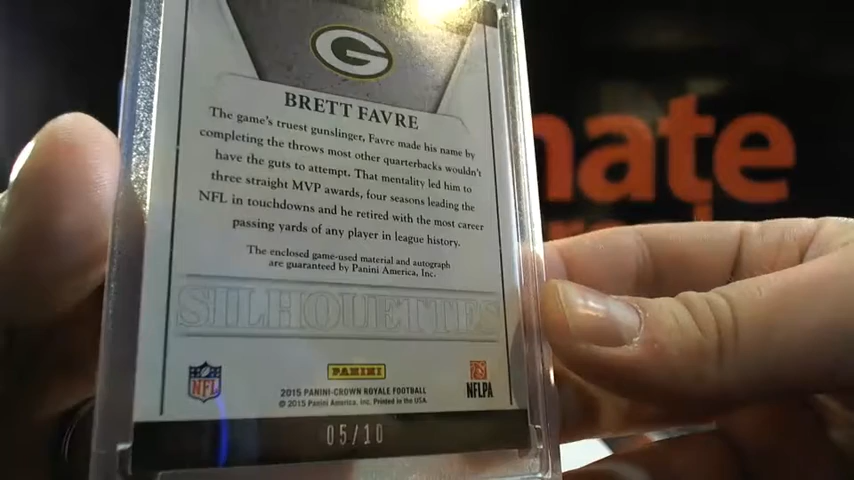 G
BRETT FAVRE
The game's truest gunslinger, Favre made his name by
completing the throws most other quarterbacks wouldn't
have the guts to attempt. That mentality led him to
three straight MVP awards, four seasons leading the
NFL in touchdowns and he retired with the most career
passing yards of any player in league history.
The enclosed game-used material and autograph
are guaranteed by Panini America, Inc.
SILHOUETTES
NFL
PANINI
NFLPA
2015 PANINI-CROWN ROYALE FOOTBALL
© 2015 Panini America, Inc. Printed in the USA.
05/10
mate